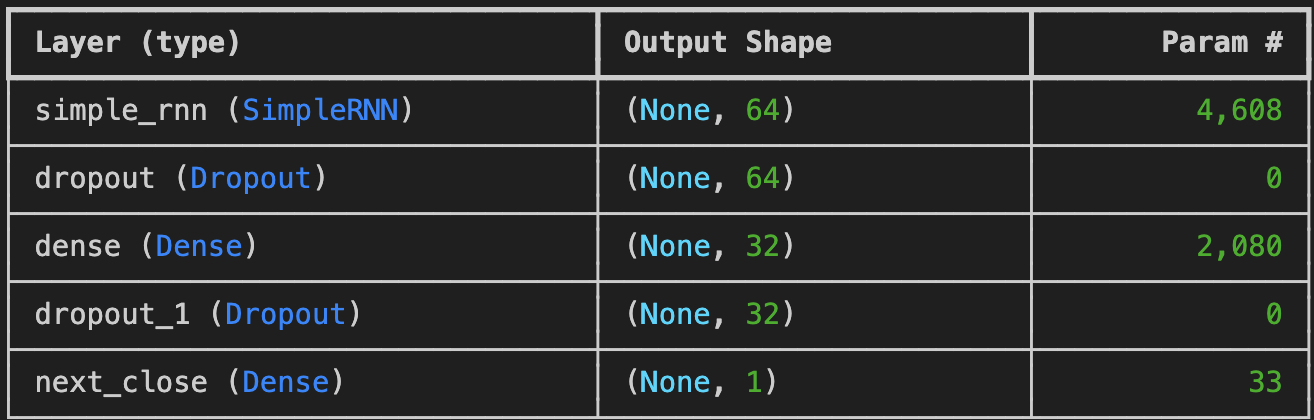 Layer (type) Output Shape Param #
simple_rnn (SimpleRNN) (None, 64) 4,608
dropout (Dropout) (None, 64) 0
dense (Dense) (None, 32) 2,080
dropout_1 (Dropout) (None, 32) 0
next_close (Dense) (None, 1) 33